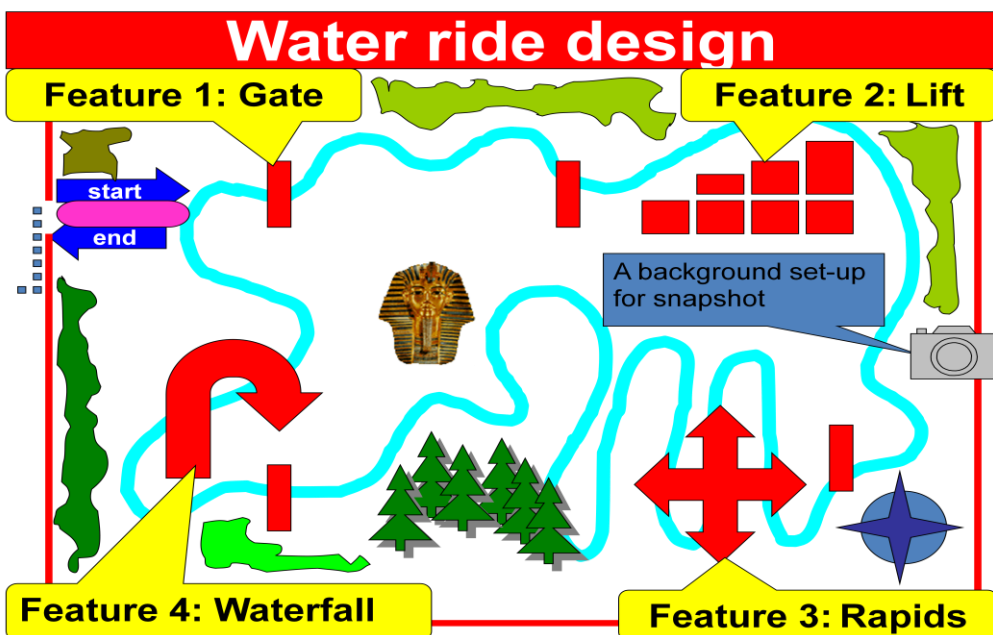 Water ride design
Feature 1: Gate
Feature 2: Lift
start
end
A background set-up
for snapshot
Feature 4: Waterfall
Feature 3: Rapids